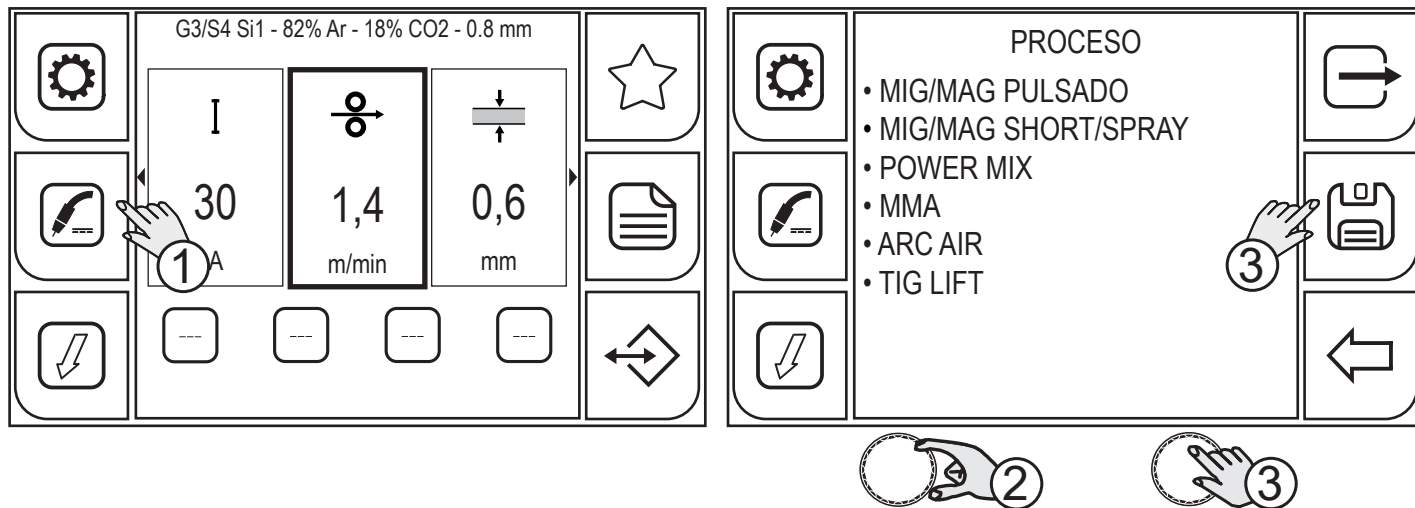 G3/S4 Si1 - 82% Ar - 18% CO2 - 0.8 mm
I
30
A
1,4
m/min
0,6
mm
---
---
---
---
1
PROCESO
• MIG/MAG PULSADO
• MIG/MAG SHORT/SPRAY
• POWER MIX
• MMA
• ARC AIR
• TIG LIFT
3
2
3